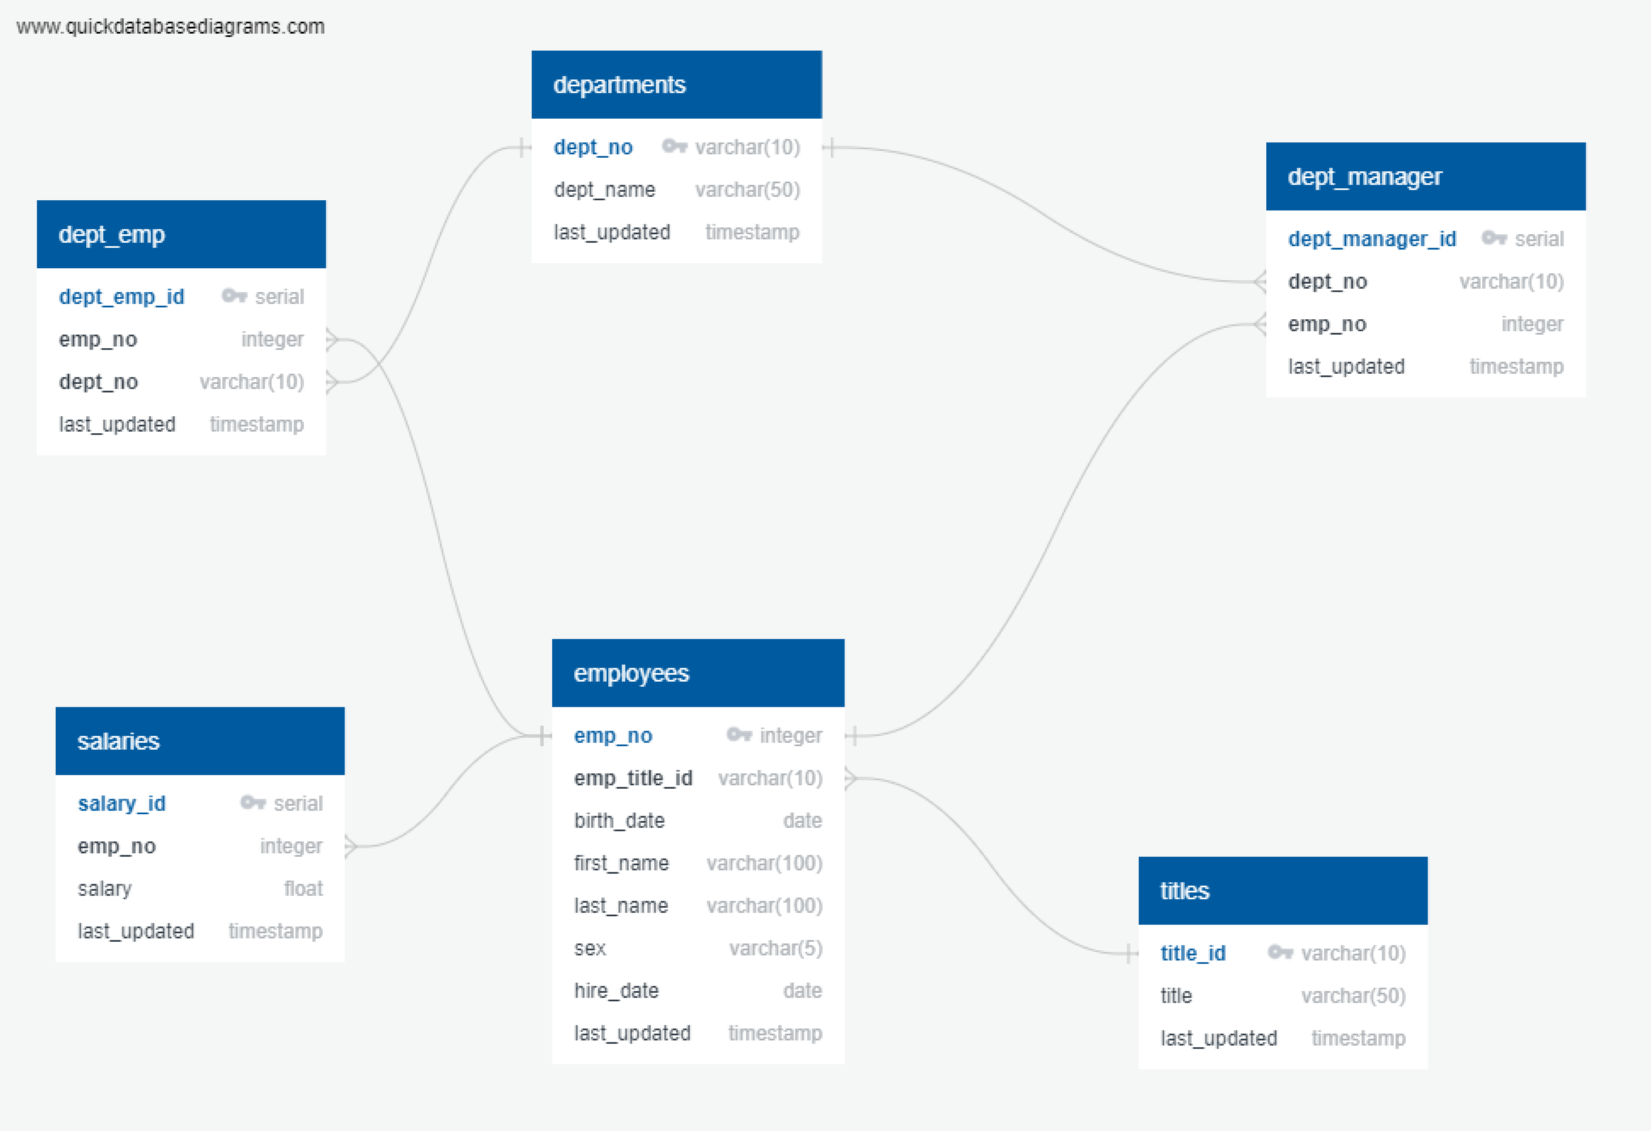 www.quickdatabasediagrams.com
departments
dept_no varchar(10)
dept_name varchar(50)
last_updated timestamp
dept_manager
dept_manager_id serial
dept_no varchar(10)
emp_no integer
last_updated timestamp
dept_emp
dept_emp_id serial
emp_no integer
dept_no varchar(10)
last_updated timestamp
employees
emp_no integer
emp_title_id varchar(10)
birth_date date
first_name varchar(100)
last_name varchar(100)
sex varchar(5)
hire_date date
last_updated timestamp
salaries
salary_id serial
emp_no integer
salary float
last_updated timestamp
titles
title_id varchar(10)
title varchar(50)
last_updated timestamp